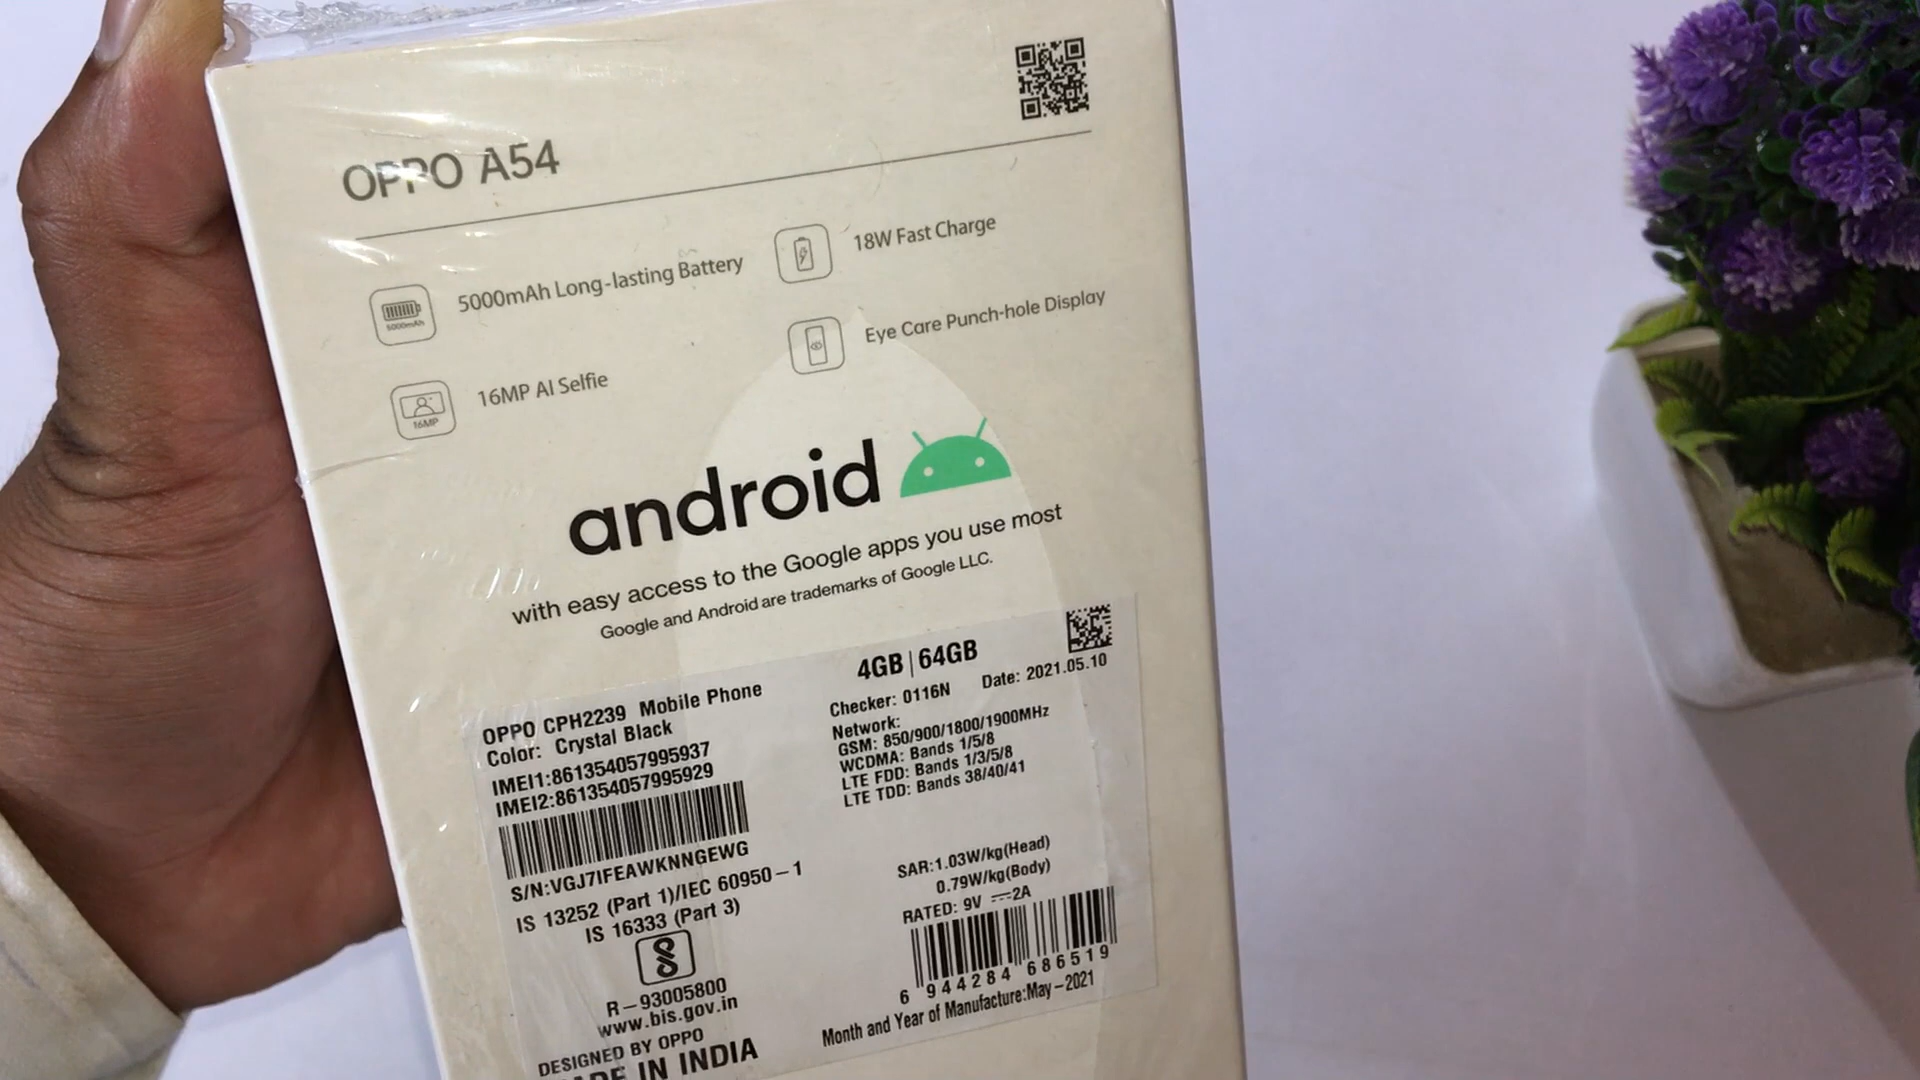 OPPO A54
5000mAh Long-lasting Battery
5000mAh
18W Fast Charge
16MP AI Selfie
16MP
Eye Care Punch-hole Display
android
with easy access to the Google apps you use most
Google and Android are trademarks of Google LLC.
OPPO CPH2239 Mobile Phone
Color: Crystal Black
IMEI1:861354057995937
IMEI2:861354057995929
S/N:VGJ7IFEAWKNNGEWG
IS 13252 (Part 1)/IEC 60950-1
IS 16333 (Part 3)
R-93005800
www.bis.gov.in
DESIGNED BY OPPO
MADE IN INDIA
4GB|64GB
Checker: 0116N Date: 2021.05.10
Network:
GSM: 850/900/1800/1900MHz
WCDMA: Bands 1/5/8
LTE FDD: Bands 1/3/5/8
LTE TDD: Bands 38/40/41
SAR:1.03W/kg(Head)
0.79W/kg(Body)
RATED: 9V ⎓2A
6 944284 686519
Month and Year of Manufacture:May-2021